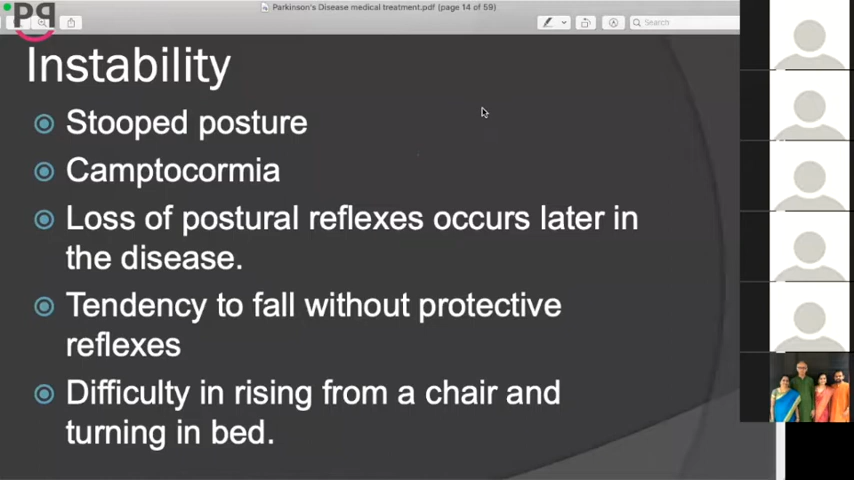 Parkinson's Disease medical treatment.pdf (page 14 of 59)
Search
Instability
Stooped posture
Camptocormia
Loss of postural reflexes occurs later in
the disease.
Tendency to fall without protective
reflexes
Difficulty in rising from a chair and
turning in bed.